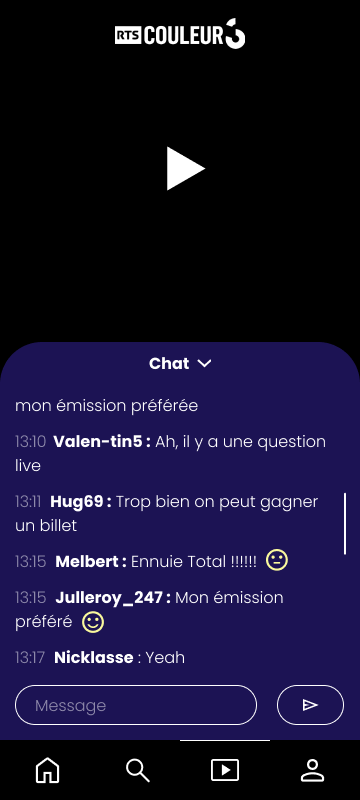 RTS COULEUR 3
Chat
mon émission préférée
13:10 Valen-tin5 : Ah, il y a une question
live
13:11 Hug69 : Trop bien on peut gagner
un billet
13:15 Melbert : Ennuie Total !!!!!!
13:15 Julleroy_247 : Mon émission
préféré
13:17 Nicklasse : Yeah
Message